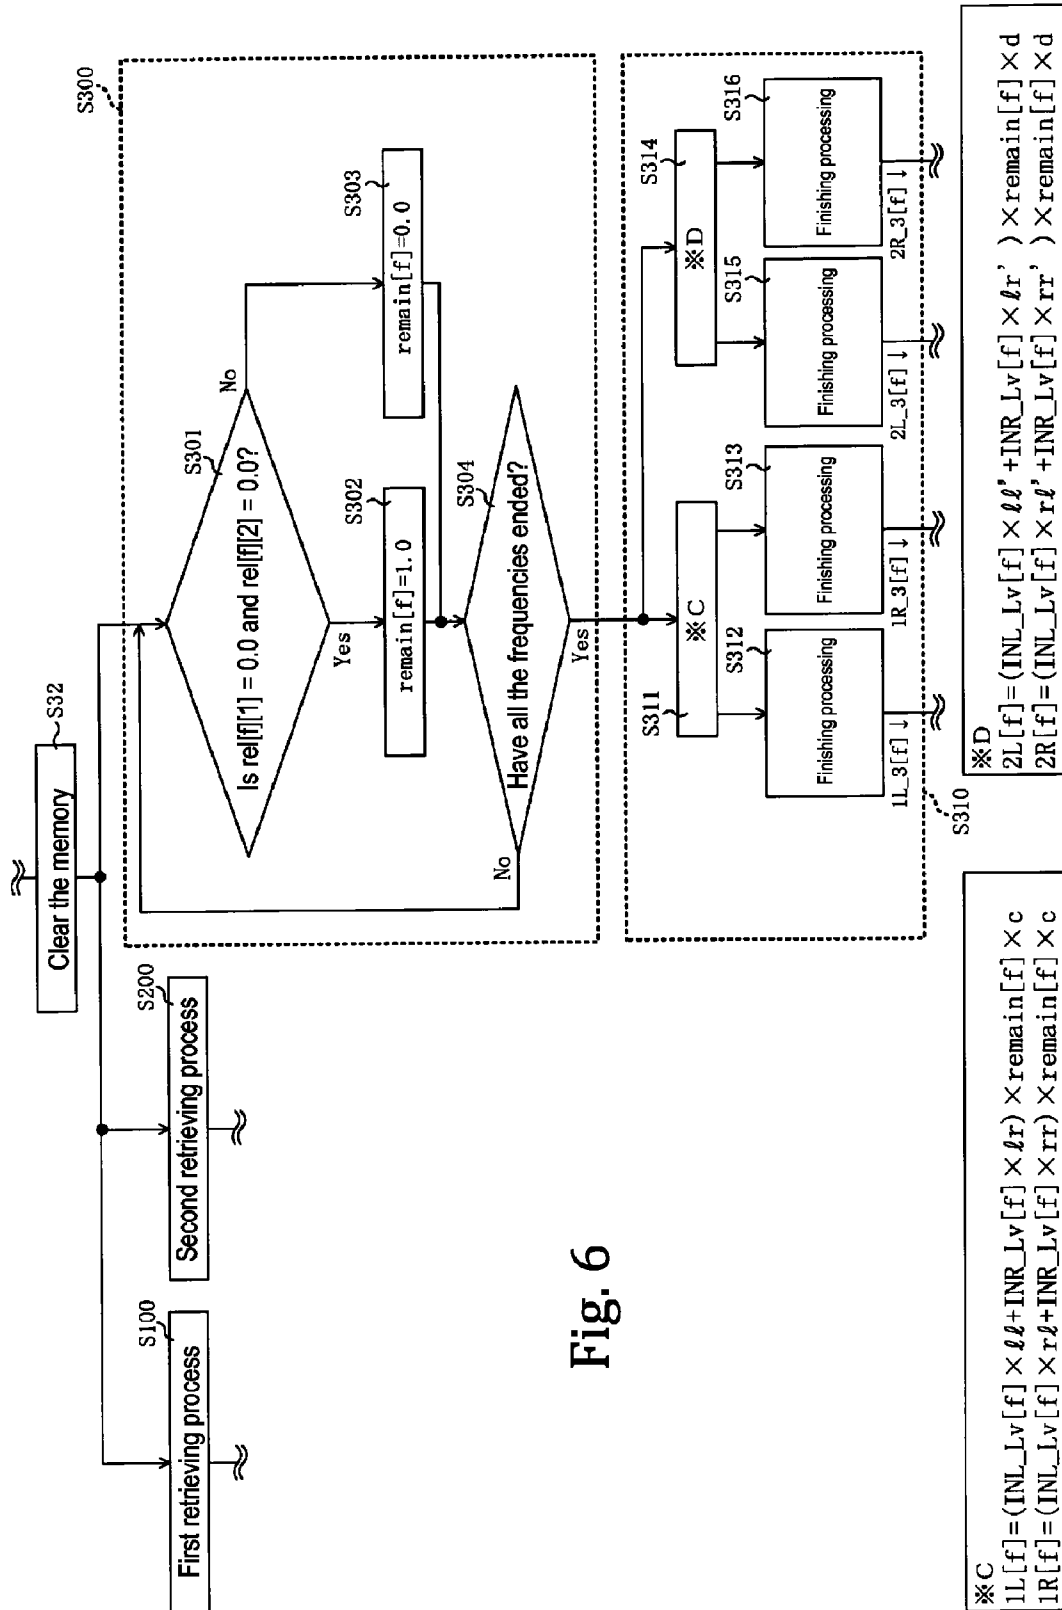 S32
Clear the memory
S100
First retrieving process
S200
Second retrieving process
S300
S301
Is rel[f][1] = 0.0 and rel[f][2] = 0.0?
No
Yes
S302
remain[f]=1.0
S303
remain[f]=0.0
S304
Have all the frequencies ended?
No
Yes
S311
※C
S314
※D
S312
Finishing processing
1L_3[f]↓
S313
Finishing processing
1R_3[f]↓
S315
Finishing processing
2L_3[f]↓
S316
Finishing processing
2R_3[f]↓
S310
Fig. 6
※C
1L[f]=(INL_Lv[f]×ℓℓ+INR_Lv[f]×ℓr)×remain[f]×c
1R[f]=(INL_Lv[f]×rℓ+INR_Lv[f]×rr)×remain[f]×c
※D
2L[f]=(INL_Lv[f]×ℓℓ'+INR_Lv[f]×ℓr')×remain[f]×d
2R[f]=(INL_Lv[f]×rℓ'+INR_Lv[f]×rr')×remain[f]×d